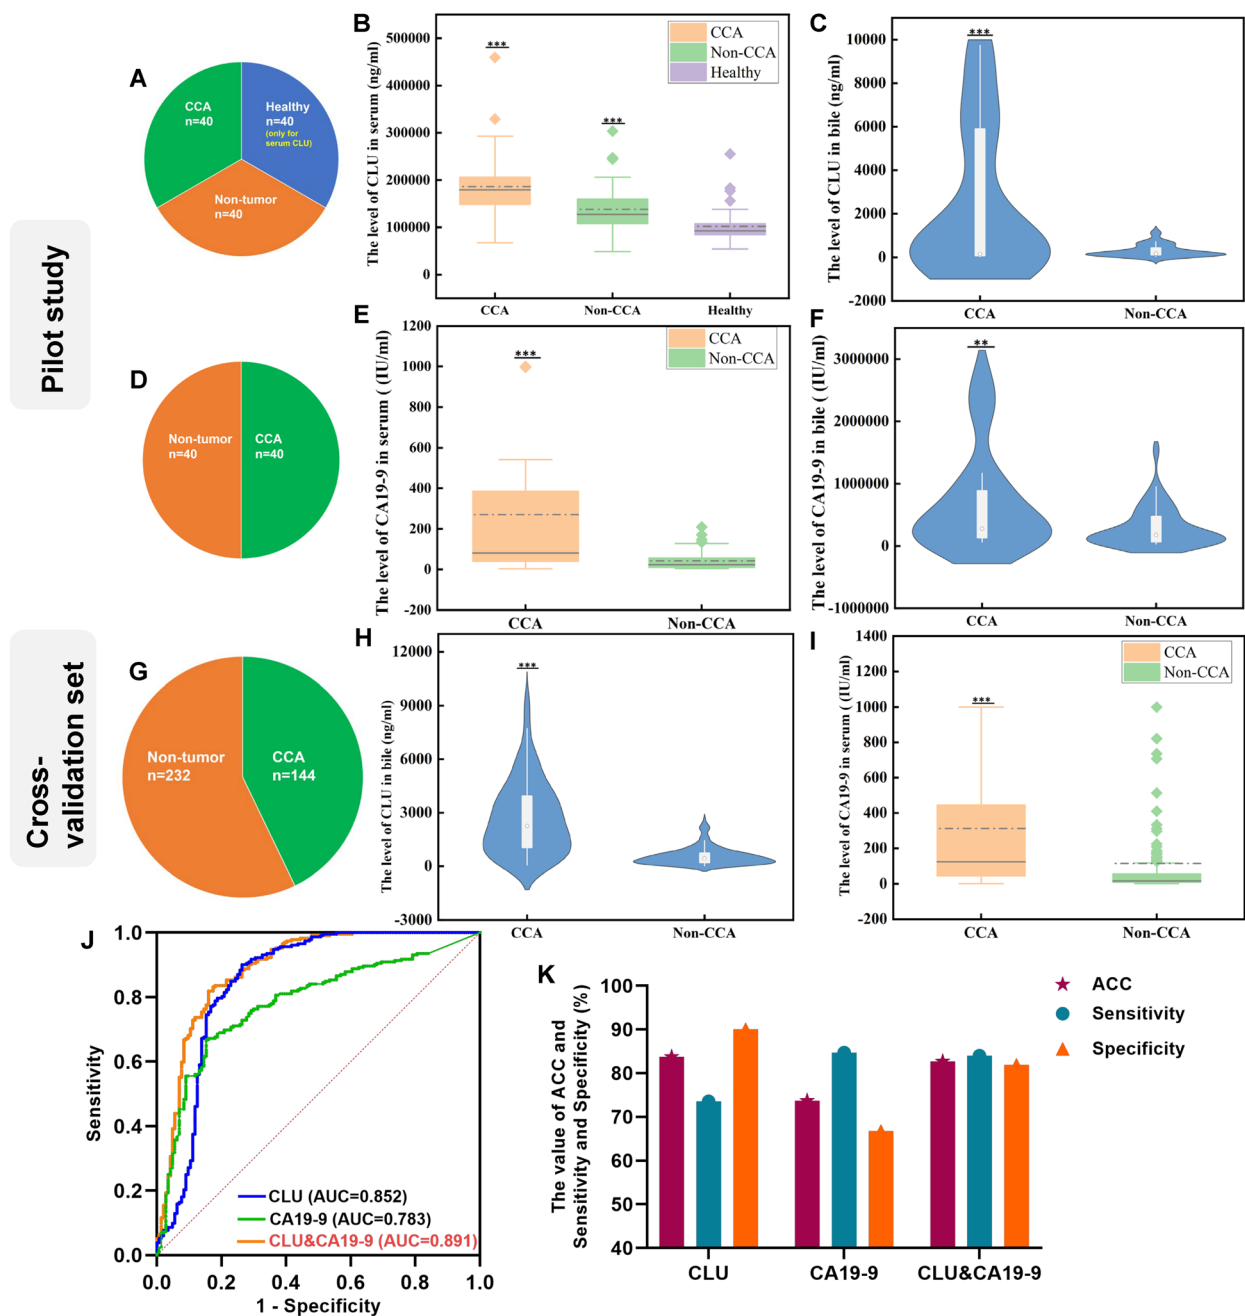 Pilot study
A
CCA
n=40
Healthy
n=40
(only for
serum CLU)
Non-tumor
n=40
B
The level of CLU in serum (ng/ml)
500000
400000
300000
200000
100000
0
***
***
CCA
Non-CCA
Healthy
CCA
Non-CCA
Healthy
C
The level of CLU in bile (ng/ml)
10000
8000
6000
4000
2000
0
-2000
***
CCA
Non-CCA
D
Non-tumor
n=40
CCA
n=40
E
The level of CA19-9 in serum ( (IU/ml)
1200
1000
800
600
400
200
0
-200
***
CCA
Non-CCA
CCA
Non-CCA
F
The level of CA19-9 in bile ( (IU/ml)
3000000
2000000
1000000
0
-1000000
**
CCA
Non-CCA
Cross-
validation set
G
Non-tumor
n=232
CCA
n=144
H
The level of CLU in bile (ng/ml)
12000
9000
6000
3000
0
-3000
***
CCA
Non-CCA
I
The level of CA19-9 in serum ( (IU/ml)
1400
1200
1000
800
600
400
200
0
-200
***
CCA
Non-CCA
CCA
Non-CCA
J
Sensitivity
1.0
0.8
0.6
0.4
0.2
0.0
CLU (AUC=0.852)
CA19-9 (AUC=0.783)
CLU&CA19-9 (AUC=0.891)
0.0 0.2 0.4 0.6 0.8 1.0
1 - Specificity
K
The value of ACC and
Sensitivity and Specificity (%)
100
90
80
70
60
50
40
CLU
CA19-9
CLU&CA19-9
ACC
Sensitivity
Specificity